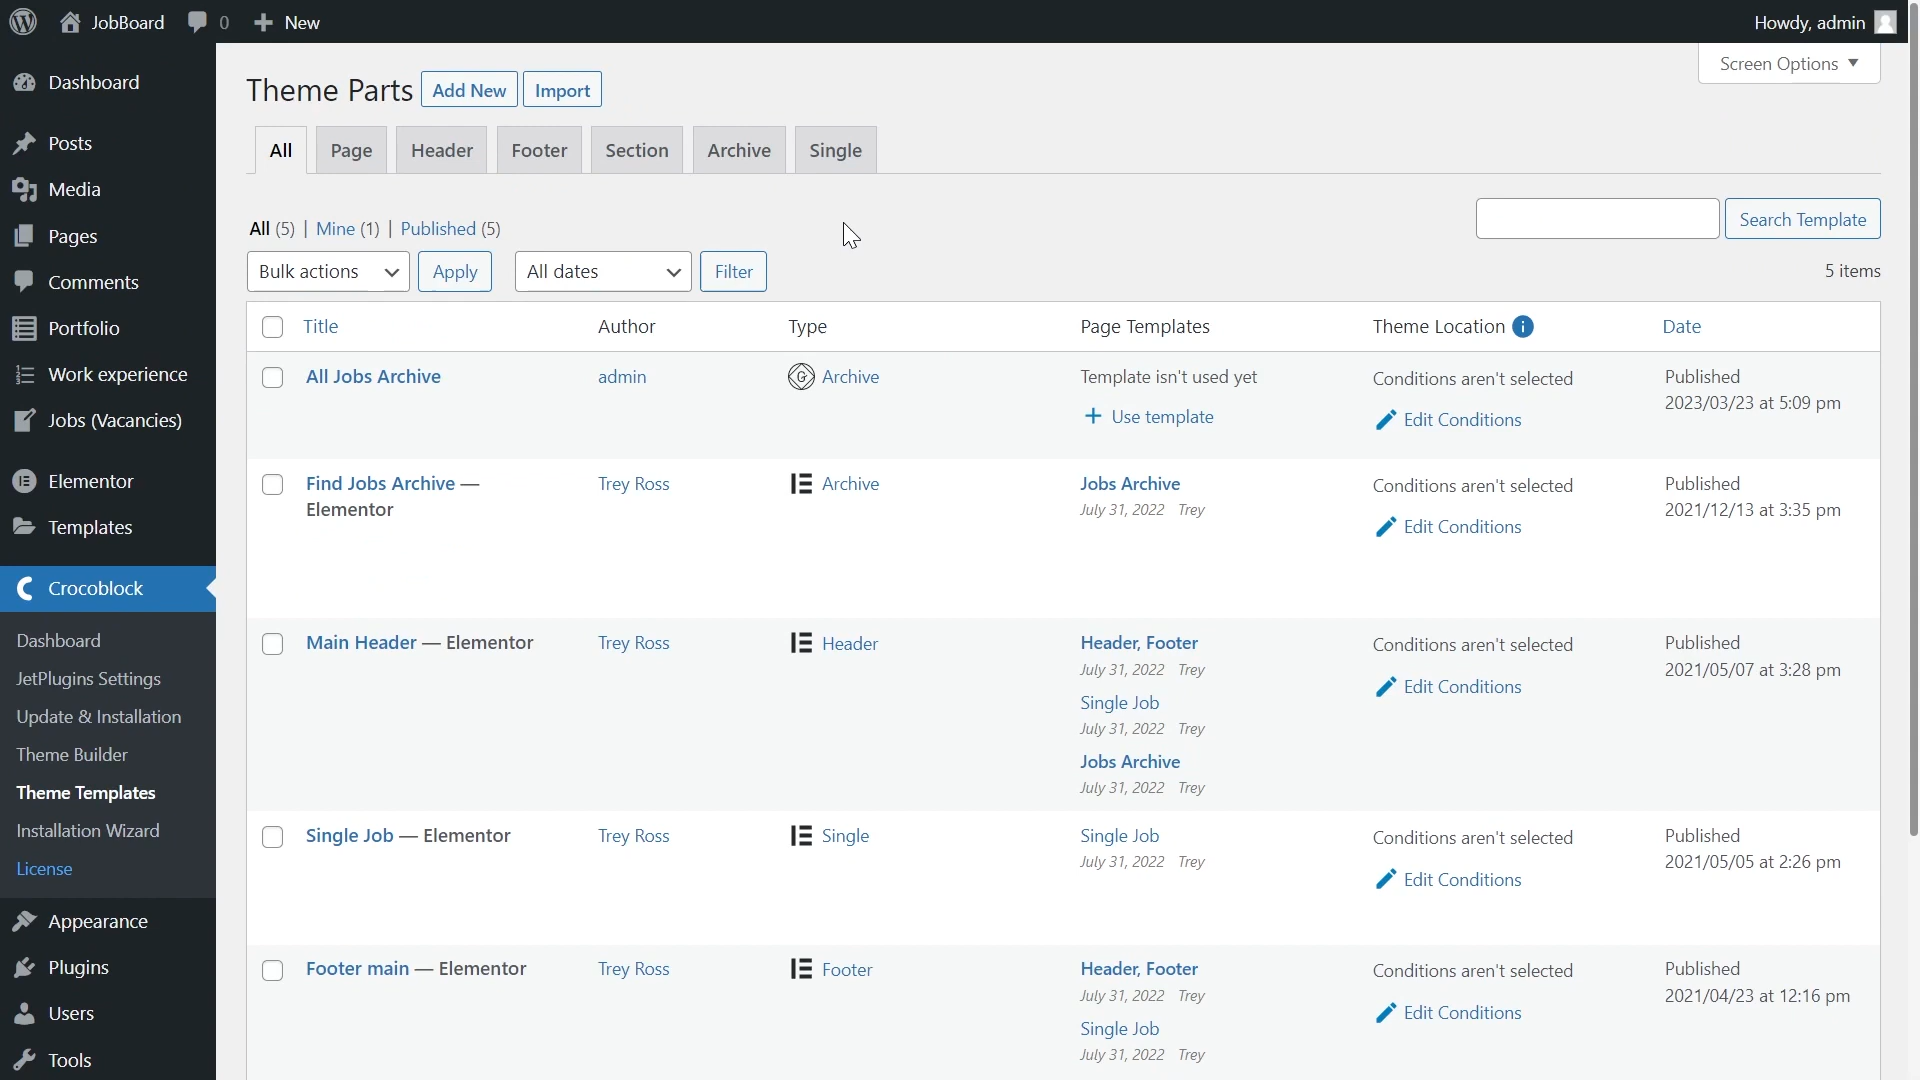 JobBoard 0 New Howdy, admin
Screen Options
Dashboard
Posts
Media
Pages
Comments
Portfolio
Work experience
Jobs (Vacancies)
Elementor
Templates
Crocoblock
Dashboard
JetPlugins Settings
Update & Installation
Theme Builder
Theme Templates
Installation Wizard
License
Appearance
Plugins
Users
Tools
Theme Parts Add New Import
All Page Header Footer Section Archive Single
All (5) | Mine (1) | Published (5)
Search Template
Bulk actions Apply All dates Filter 5 items
Title Author Type Page Templates Theme Location i Date
All Jobs Archive admin Archive Template isn't used yet Conditions aren't selected Published
+ Use template Edit Conditions 2023/03/23 at 5:09 pm
Find Jobs Archive — Trey Ross Archive Jobs Archive Conditions aren't selected Published
Elementor July 31, 2022 Trey Edit Conditions 2021/12/13 at 3:35 pm
Main Header — Elementor Trey Ross Header Header, Footer Conditions aren't selected Published
July 31, 2022 Trey Edit Conditions 2021/05/07 at 3:28 pm
Single Job
July 31, 2022 Trey
Jobs Archive
July 31, 2022 Trey
Single Job — Elementor Trey Ross Single Single Job Conditions aren't selected Published
July 31, 2022 Trey Edit Conditions 2021/05/05 at 2:26 pm
Footer main — Elementor Trey Ross Footer Header, Footer Conditions aren't selected Published
July 31, 2022 Trey Edit Conditions 2021/04/23 at 12:16 pm
Single Job
July 31, 2022 Trey